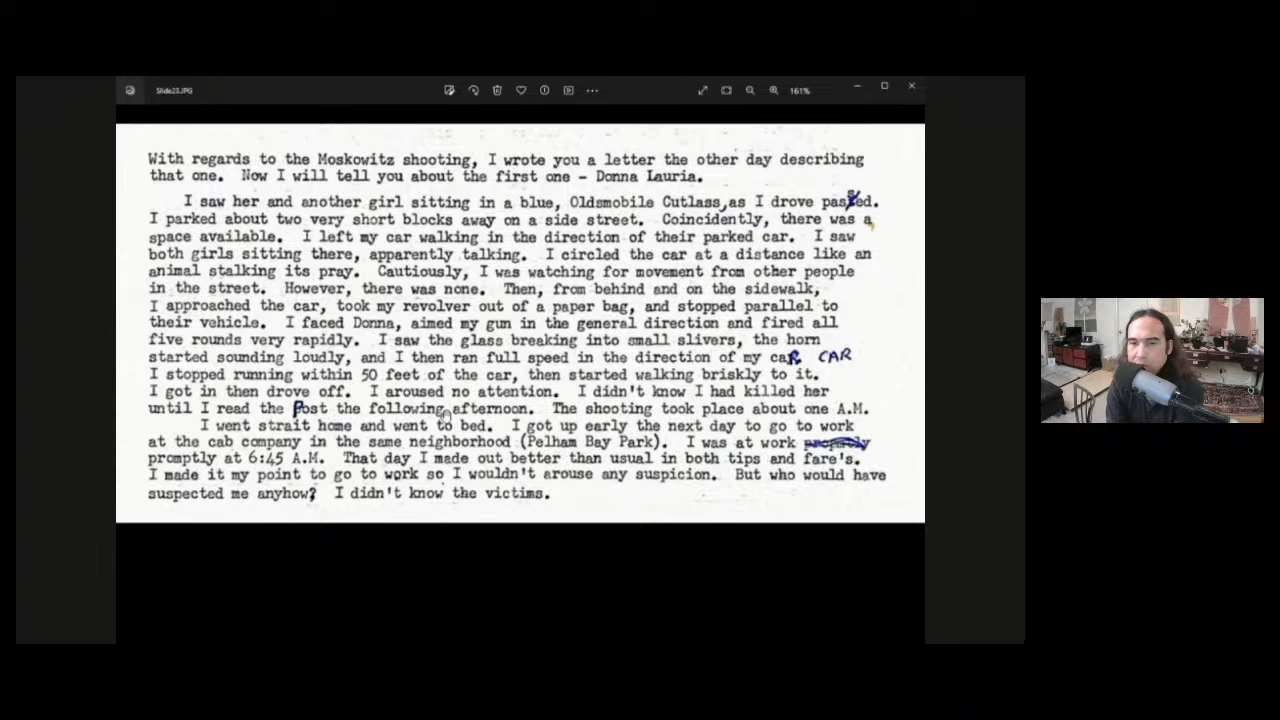 Slide23.JPG
161%
With regards to the Moskowitz shooting, I wrote you a letter the other day describing
that one. Now I will tell you about the first one - Donna Lauria.
I saw her and another girl sitting in a blue, Oldsmobile Cutlass, as I drove passed.
I parked about two very short blocks away on a side street. Coincidently, there was a
space available. I left my car walking in the direction of their parked car. I saw
both girls sitting there, apparently talking. I circled the car at a distance like an
animal stalking its pray. Cautiously, I was watching for movement from other people
in the street. However, there was none. Then, from behind and on the sidewalk,
I approached the car, took my revolver out of a paper bag, and stopped parallel to
their vehicle. I faced Donna, aimed my gun in the general direction and fired all
five rounds very rapidly. I saw the glass breaking into small slivers, the horn
started sounding loudly, and I then ran full speed in the direction of my caR CAR
I stopped running within 50 feet of the car, then started walking briskly to it.
I got in then drove off. I aroused no attention. I didn't know I had killed her
until I read the Post the following afternoon. The shooting took place about one A.M.
I went strait home and went to bed. I got up early the next day to go to work
at the cab company in the same neighborhood (Pelham Bay Park). I was at work
promptly at 6:45 A.M. That day I made out better than usual in both tips and fare's.
I made it my point to go to work so I wouldn't arouse any suspicion. But who would have
suspected me anyhow? I didn't know the victims.